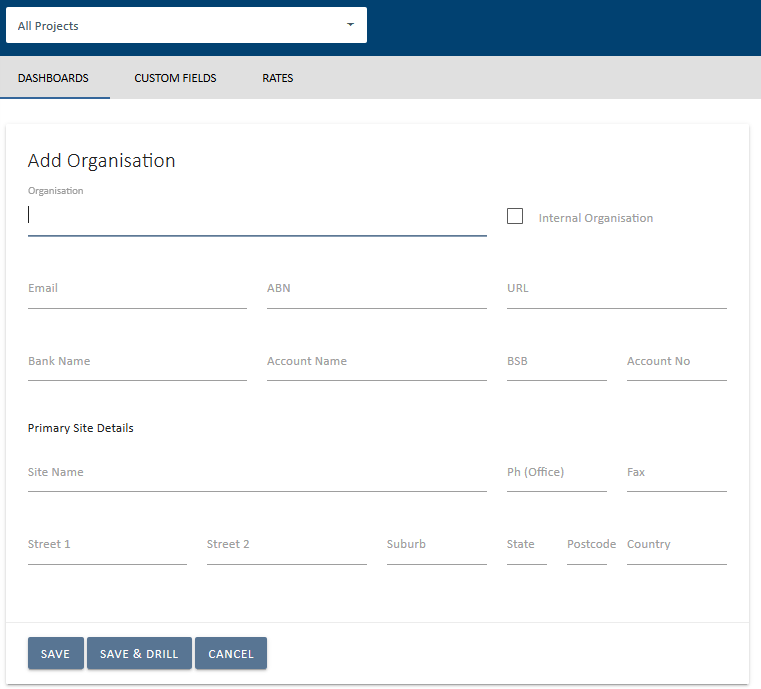 All Projects
DASHBOARDS CUSTOM FIELDS RATES
Add Organisation
Organisation
Internal Organisation
Email ABN URL
Bank Name Account Name BSB Account No
Primary Site Details
Site Name Ph (Office) Fax
Street 1 Street 2 Suburb State Postcode Country
SAVE SAVE & DRILL CANCEL